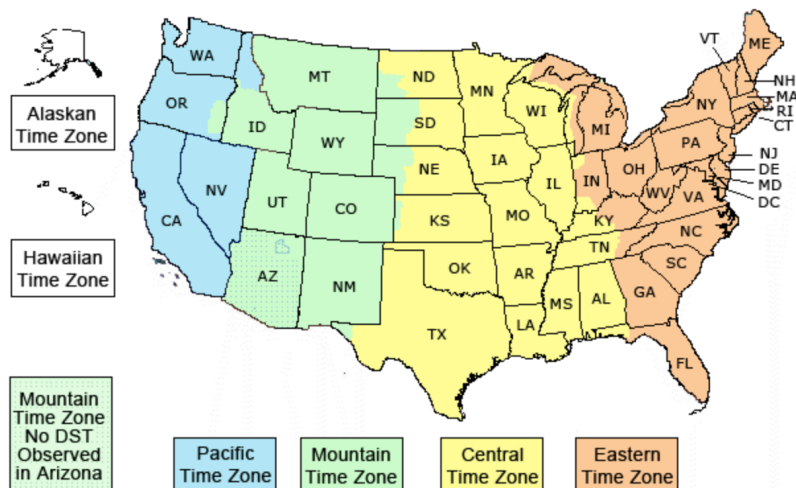 VT
ME
WA
MT
ND
MN
NH
MA
RI
CT
OR
ID
SD
WI
MI
NY
Alaskan
Time Zone
WY
NE
IA
PA
NJ
DE
MD
DC
NV
UT
CO
IL
IN
OH
WV
VA
CA
KS
MO
KY
NC
TN
Hawaiian
Time Zone
AZ
NM
OK
AR
SC
MS
AL
GA
TX
LA
FL
Mountain
Time Zone
No DST
Observed
in Arizona
Pacific
Time Zone
Mountain
Time Zone
Central
Time Zone
Eastern
Time Zone